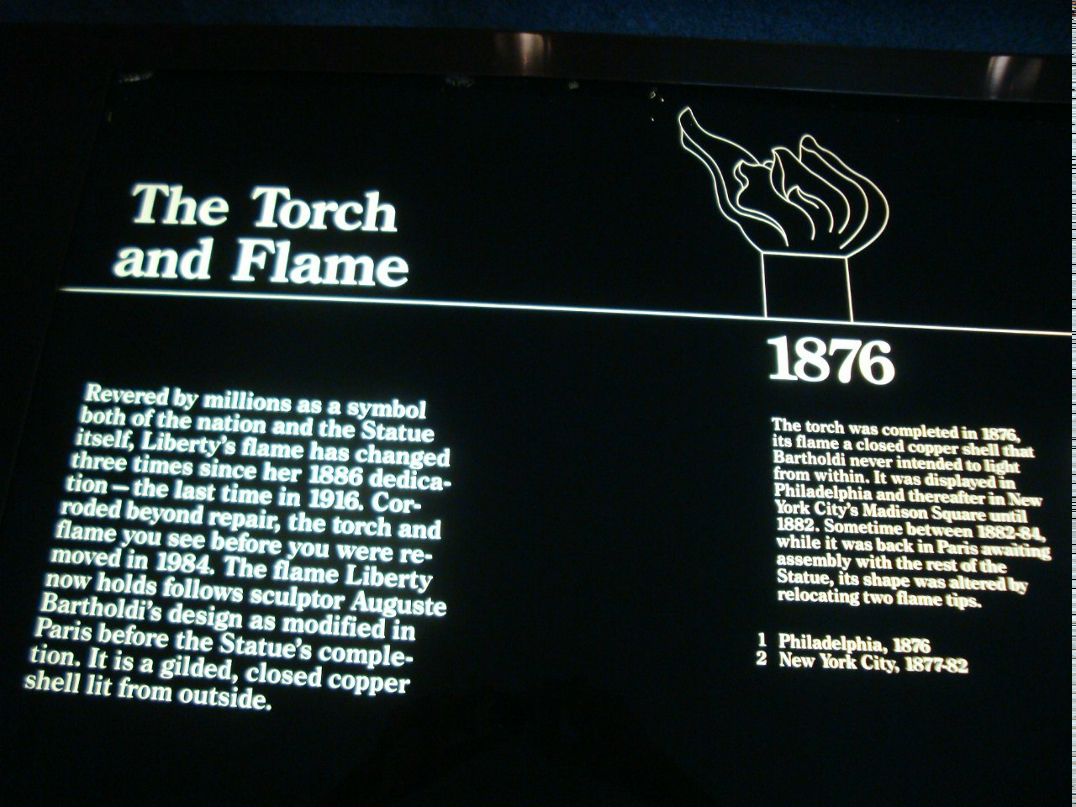 The Torch
and Flame
Revered by millions as a symbol
both of the nation and the Statue
itself, Liberty's flame has changed
three times since her 1886 dedica-
tion — the last time in 1916. Cor-
roded beyond repair, the torch and
flame you see before you were re-
moved in 1984. The flame Liberty
now holds follows sculptor Auguste
Bartholdi's design as modified in
Paris before the Statue's comple-
tion. It is a gilded, closed copper
shell lit from outside.
1876
The torch was completed in 1876,
its flame a closed copper shell that
Bartholdi never intended to light
from within. It was displayed in
Philadelphia and thereafter in New
York City's Madison Square until
1882. Sometime between 1882-84,
while it was back in Paris awaiting
assembly with the rest of the
Statue, its shape was altered by
relocating two flame tips.
1 Philadelphia, 1876
2 New York City, 1877-82